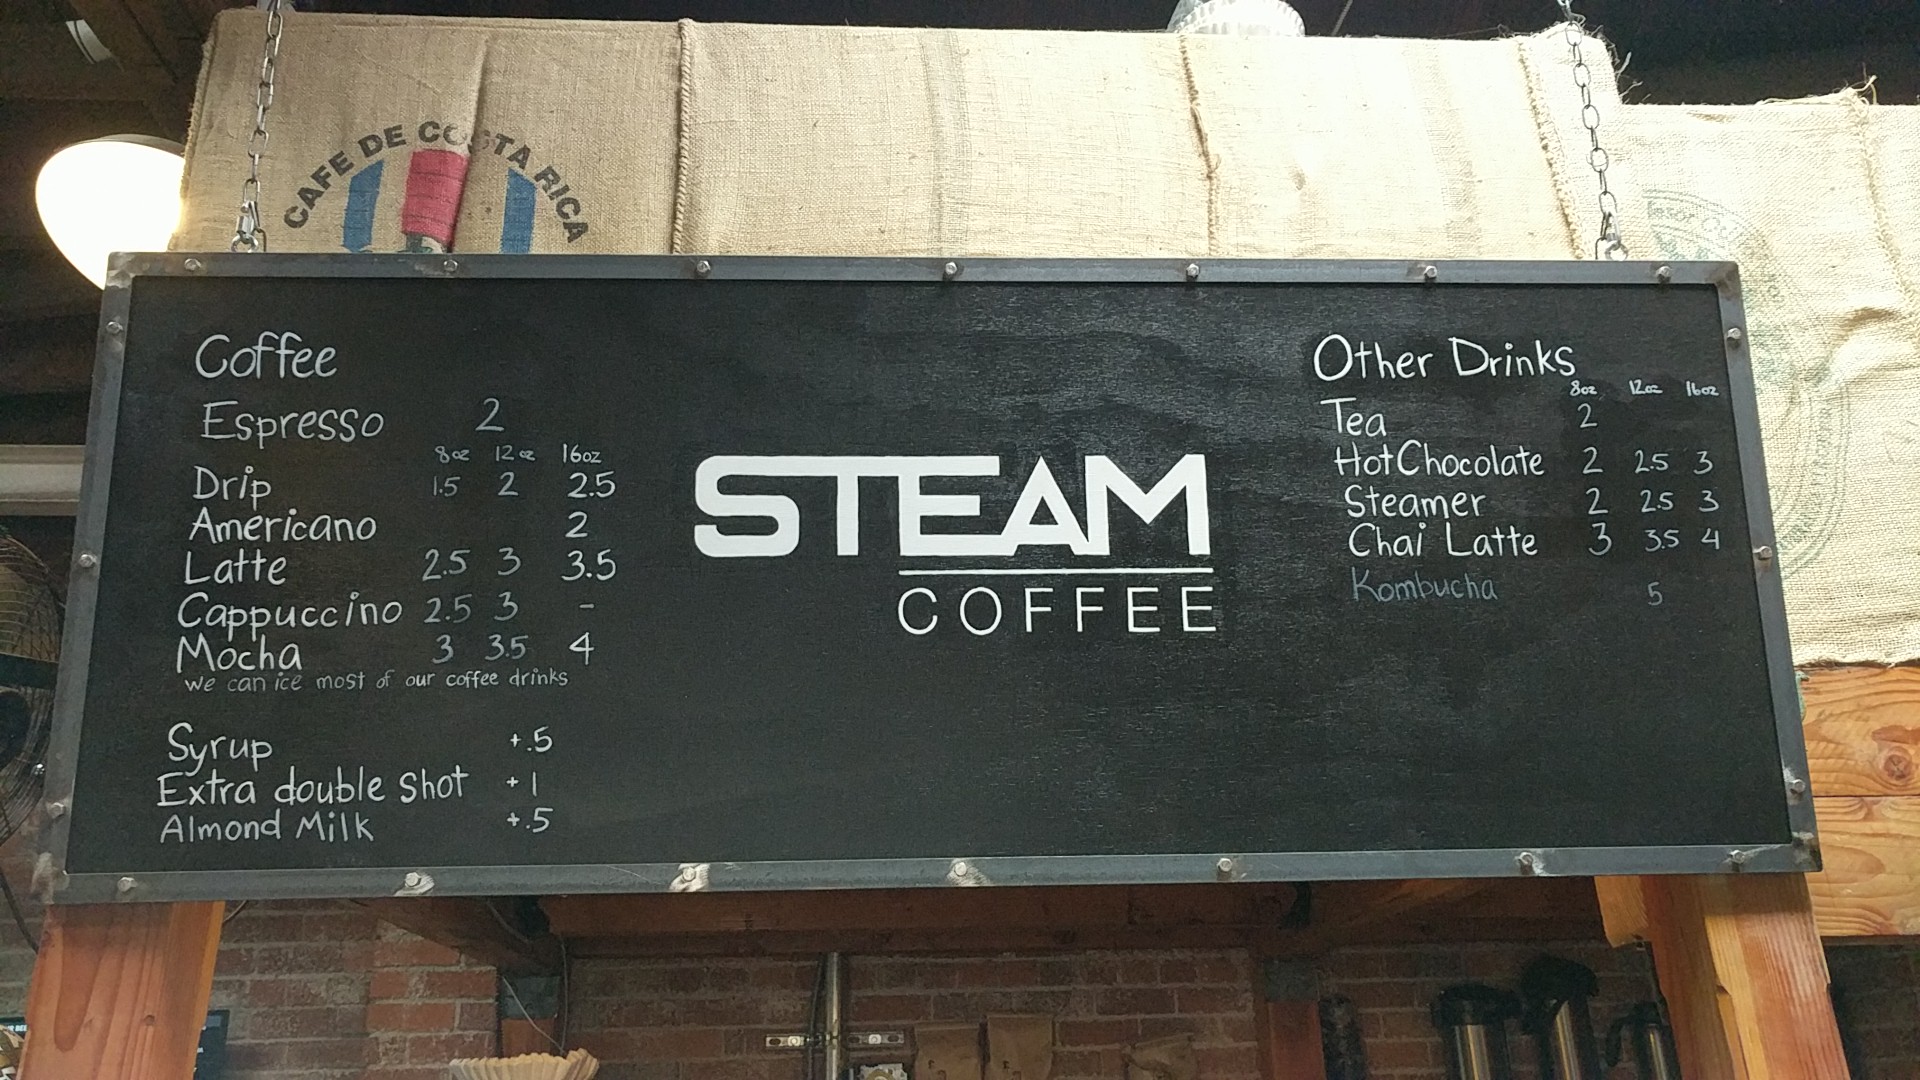 CAFE DE COSTA RICA
Coffee
Espresso 2
8oz 12oz 16oz
Drip 1.5 2 2.5
Americano 2
Latte 2.5 3 3.5
Cappuccino 2.5 3 -
Mocha 3 3.5 4
we can ice most of our coffee drinks
Syrup +.5
Extra double shot +1
Almond Milk +.5
STEAM
COFFEE
Other Drinks
8oz 12oz 16oz
Tea 2
Hot Chocolate 2 2.5 3
Steamer 2 2.5 3
Chai Latte 3 3.5 4
Kombucha 5